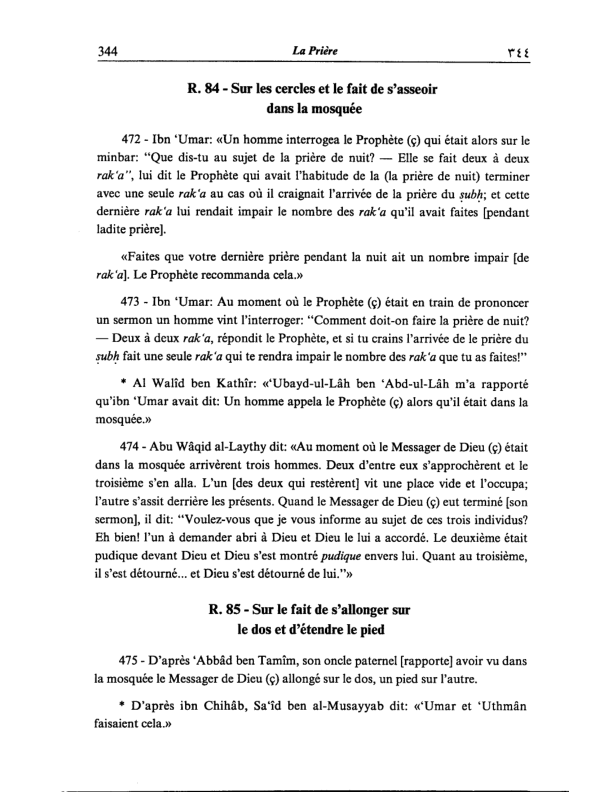 344 La Prière ٣٤٤
R. 84 - Sur les cercles et le fait de s'asseoir
dans la mosquée
472 - Ibn ‘Umar: «Un homme interrogea le Prophète (ç) qui était alors sur le
minbar: “Que dis-tu au sujet de la prière de nuit? — Elle se fait deux à deux
rak‘a”, lui dit le Prophète qui avait l'habitude de la (la prière de nuit) terminer
avec une seule rak‘a au cas où il craignait l'arrivée de la prière du ṣubḥ; et cette
dernière rak‘a lui rendait impair le nombre des rak‘a qu'il avait faites [pendant
ladite prière].
«Faites que votre dernière prière pendant la nuit ait un nombre impair [de
rak‘a]. Le Prophète recommanda cela.»
473 - Ibn ‘Umar: Au moment où le Prophète (ç) était en train de prononcer
un sermon un homme vint l'interroger: “Comment doit-on faire la prière de nuit?
— Deux à deux rak‘a, répondit le Prophète, et si tu crains l'arrivée de le prière du
ṣubḥ fait une seule rak‘a qui te rendra impair le nombre des rak‘a que tu as faites!”
* Al Walîd ben Kathîr: «‘Ubayd-ul-Lâh ben ‘Abd-ul-Lâh m'a rapporté
qu'ibn ‘Umar avait dit: Un homme appela le Prophète (ç) alors qu'il était dans la
mosquée.»
474 - Abu Wâqid al-Laythy dit: «Au moment où le Messager de Dieu (ç) était
dans la mosquée arrivèrent trois hommes. Deux d'entre eux s'approchèrent et le
troisième s'en alla. L'un [des deux qui restèrent] vit une place vide et l'occupa;
l'autre s'assit derrière les présents. Quand le Messager de Dieu (ç) eut terminé [son
sermon], il dit: “Voulez-vous que je vous informe au sujet de ces trois individus?
Eh bien! l'un à demander abri à Dieu et Dieu le lui a accordé. Le deuxième était
pudique devant Dieu et Dieu s'est montré pudique envers lui. Quant au troisième,
il s'est détourné... et Dieu s'est détourné de lui.”»
R. 85 - Sur le fait de s'allonger sur
le dos et d'étendre le pied
475 - D'après ‘Abbâd ben Tamîm, son oncle paternel [rapporte] avoir vu dans
la mosquée le Messager de Dieu (ç) allongé sur le dos, un pied sur l'autre.
* D'après ibn Chihâb, Sa‘îd ben al-Musayyab dit: «‘Umar et ‘Uthmân
faisaient cela.»